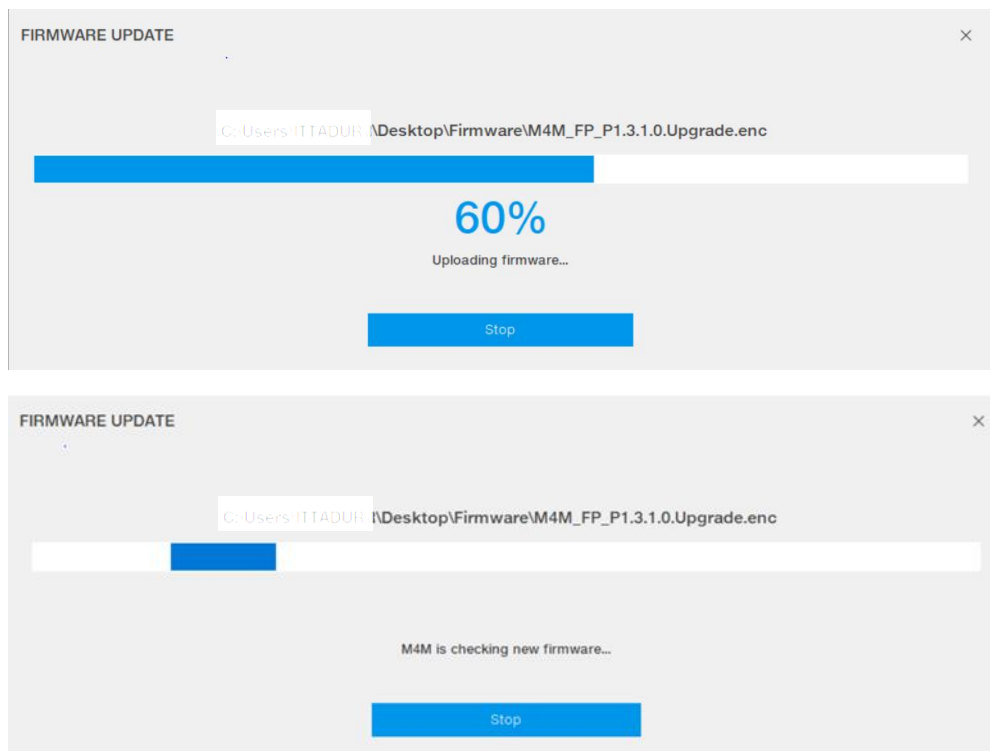 FIRMWARE UPDATE
\Desktop\Firmware\M4M_FP_P1.3.1.0.Upgrade.enc
60%
Uploading firmware...
Stop
FIRMWARE UPDATE
\Desktop\Firmware\M4M_FP_P1.3.1.0.Upgrade.enc
M4M is checking new firmware...
Stop